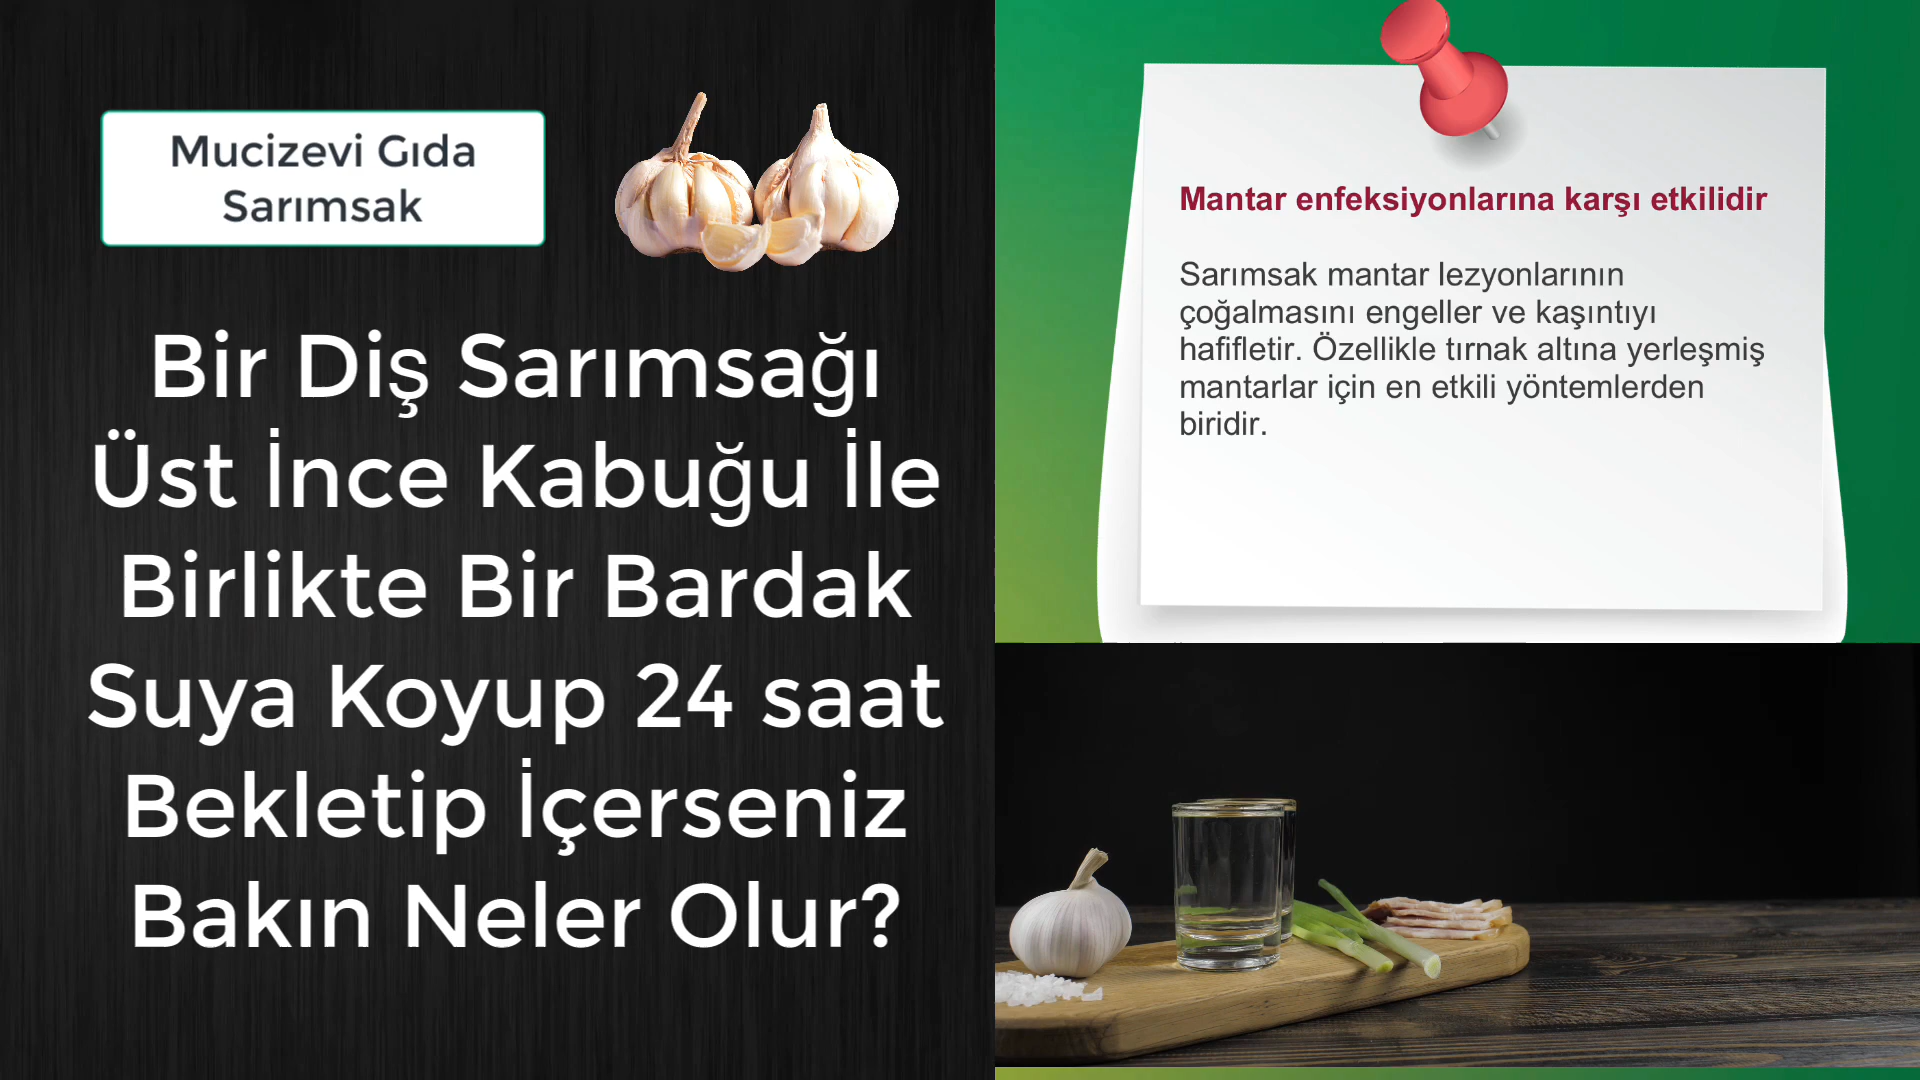 Mucizevi Gıda
Sarımsak
Bir Diş Sarımsağı
Üst İnce Kabuğu İle
Birlikte Bir Bardak
Suya Koyup 24 saat
Bekletip İçerseniz
Bakın Neler Olur?
Mantar enfeksiyonlarına karşı etkilidir
Sarımsak mantar lezyonlarının
çoğalmasını engeller ve kaşıntıyı
hafifletir. Özellikle tırnak altına yerleşmiş
mantarlar için en etkili yöntemlerden
biridir.